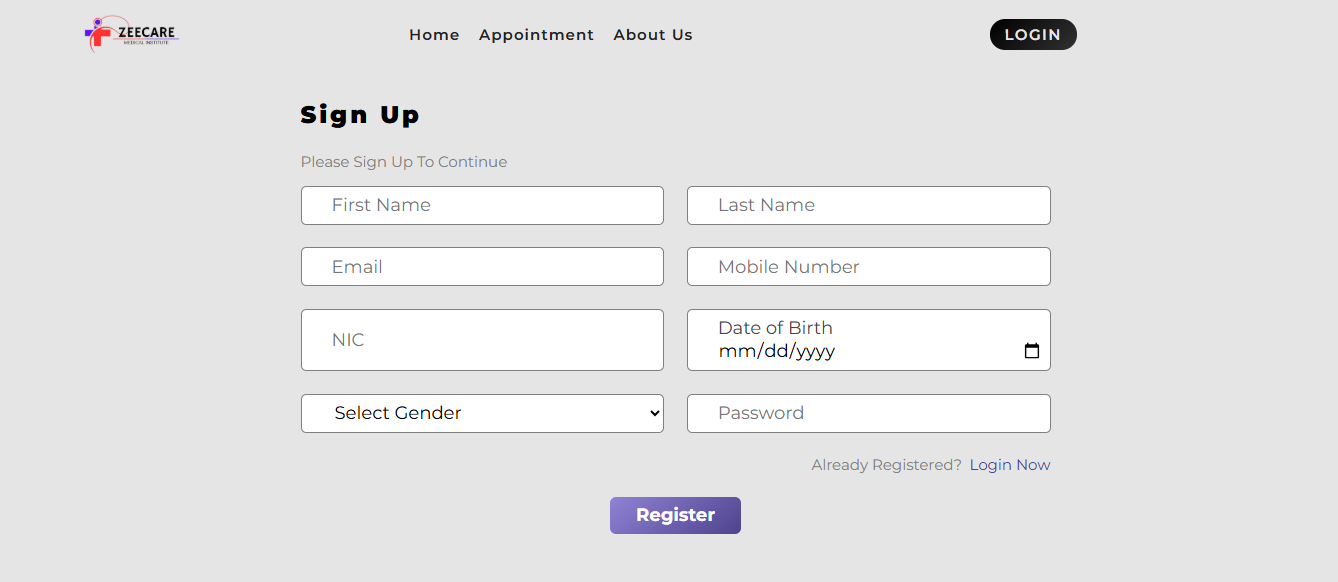 ZEECARE
MEDICAL INSTITUTE
Home Appointment About Us
LOGIN
Sign Up
Please Sign Up To Continue
First Name
Last Name
Email
Mobile Number
NIC
Date of Birth
mm/dd/yyyy
Select Gender
Password
Already Registered? Login Now
Register